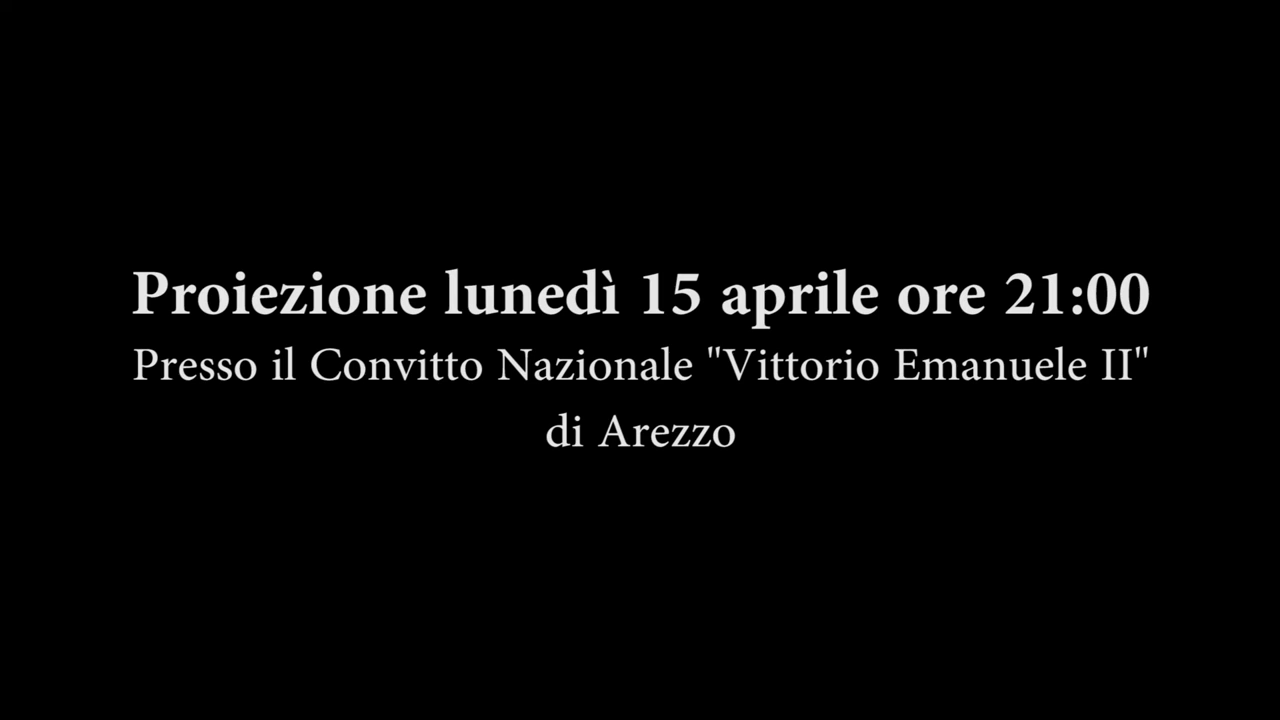 Proiezione lunedì 15 aprile ore 21:00
Presso il Convitto Nazionale "Vittorio Emanuele II"
di Arezzo